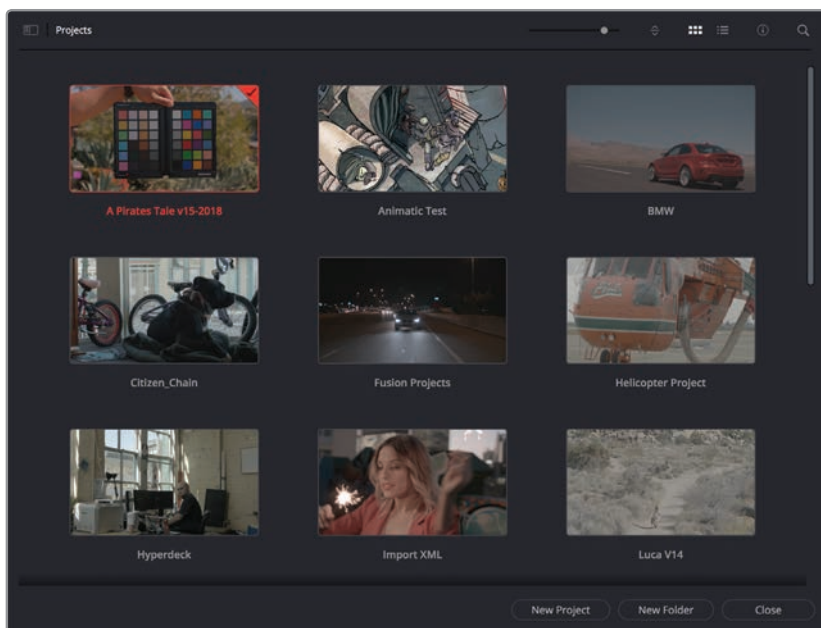 Projects
A Pirates Tale v15-2018
Animatic Test
BMW
Citizen_Chain
Fusion Projects
Helicopter Project
Hyperdeck
Import XML
Luca V14
New Project
New Folder
Close